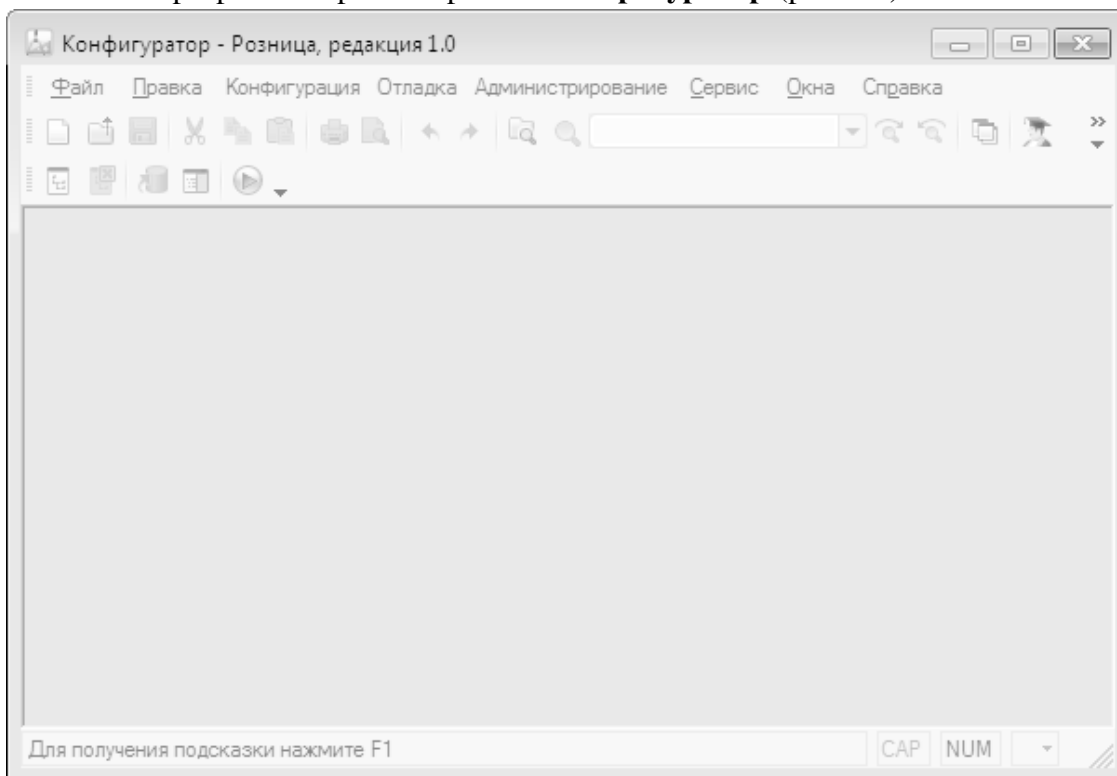 Конфигуратор - Розница, редакция 1.0
Файл Правка Конфигурация Отладка Администрирование Сервис Окна Справка
Для получения подсказки нажмите F1 CAP NUM